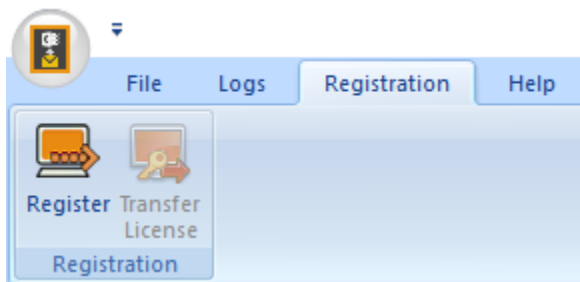 File Logs Registration Help
Register Transfer
License
Registration